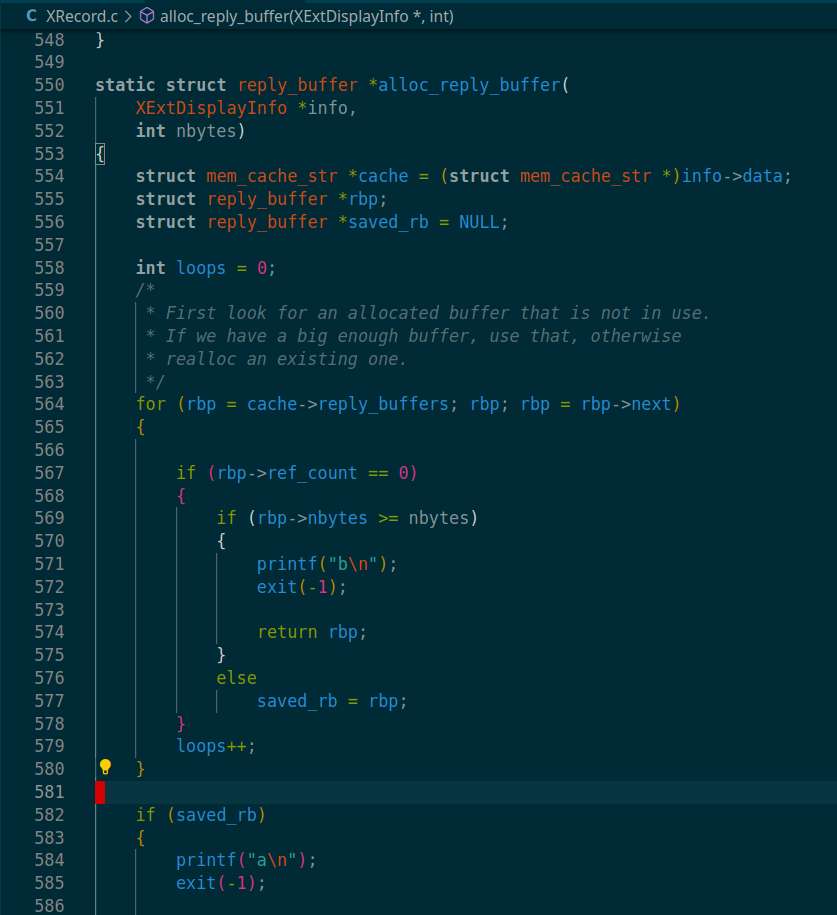 C XRecord.c > alloc_reply_buffer(XExtDisplayInfo *, int)
548 }
549
550 static struct reply_buffer *alloc_reply_buffer(
551     XExtDisplayInfo *info,
552     int nbytes)
553 {
554     struct mem_cache_str *cache = (struct mem_cache_str *)info->data;
555     struct reply_buffer *rbp;
556     struct reply_buffer *saved_rb = NULL;
557
558     int loops = 0;
559     /*
560      * First look for an allocated buffer that is not in use.
561      * If we have a big enough buffer, use that, otherwise
562      * realloc an existing one.
563      */
564     for (rbp = cache->reply_buffers; rbp; rbp = rbp->next)
565     {
566
567         if (rbp->ref_count == 0)
568         {
569             if (rbp->nbytes >= nbytes)
570             {
571                 printf("b\n");
572                 exit(-1);
573
574                 return rbp;
575             }
576             else
577                 saved_rb = rbp;
578         }
579         loops++;
580     }
581
582     if (saved_rb)
583     {
584         printf("a\n");
585         exit(-1);
586